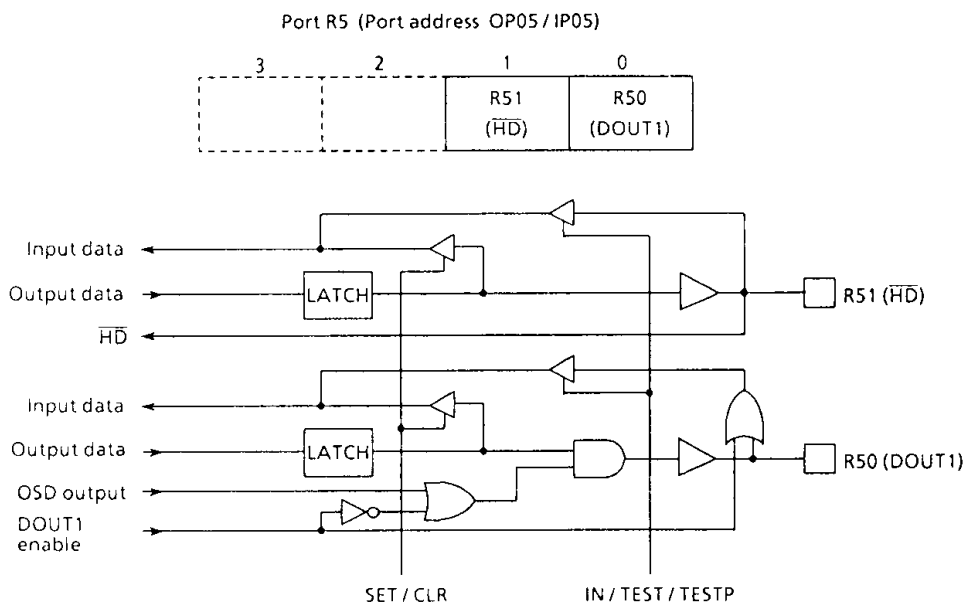 Port R5 (Port address OP05 / IP05)
3 2 1 0
R51 R50
(HD) (DOUT1)
Input data
Output data LATCH R51 (HD)
HD
Input data
Output data LATCH R50 (DOUT1)
OSD output
DOUT1
enable
SET / CLR IN / TEST / TESTP